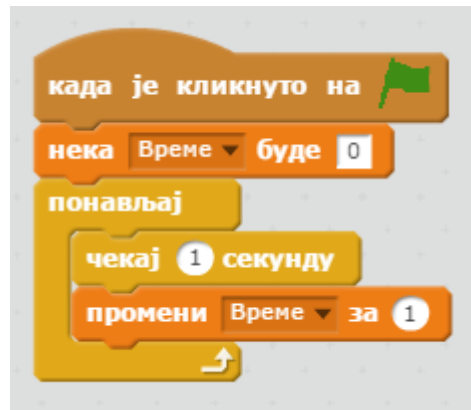 када је кликнуто на
нека Време буде 0
понављај
чекај 1 секунду
промени Време за 1